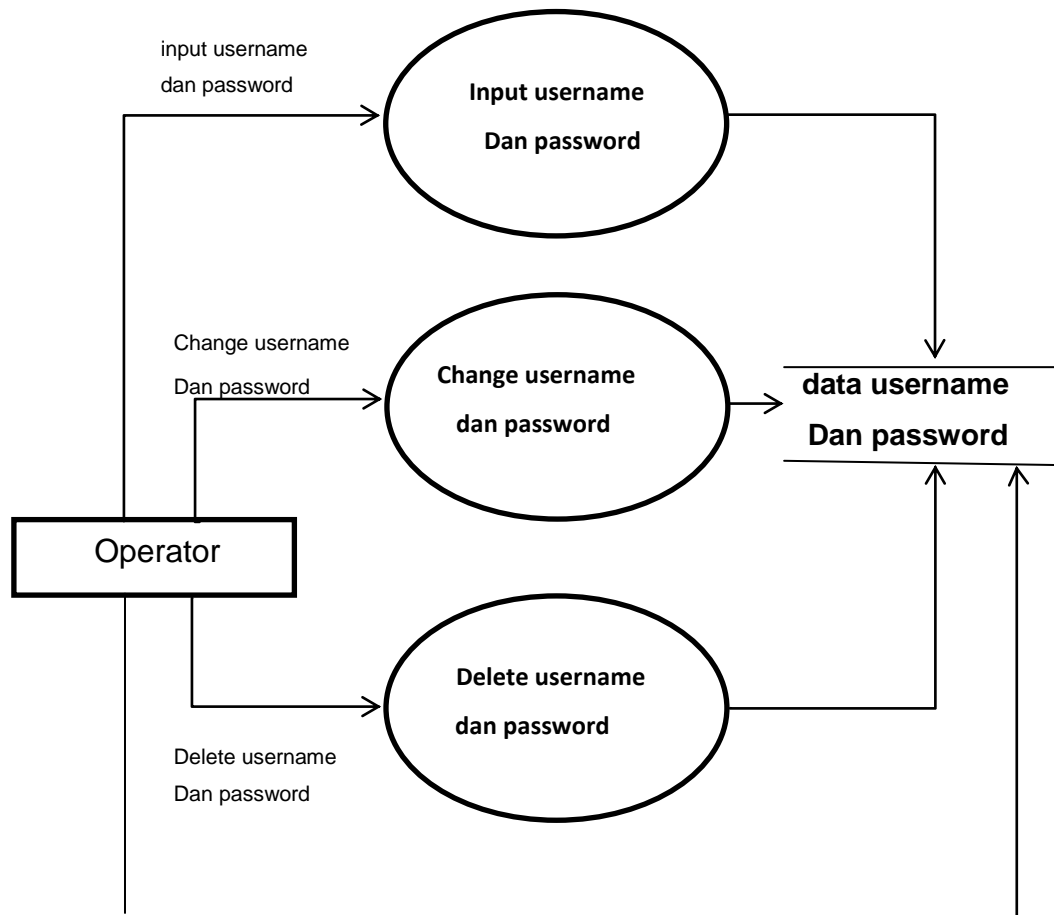 input username
dan password
Input username
Dan password
Change username
Dan password
Change username
dan password
data username
Dan password
Operator
Delete username
dan password
Delete username
Dan password